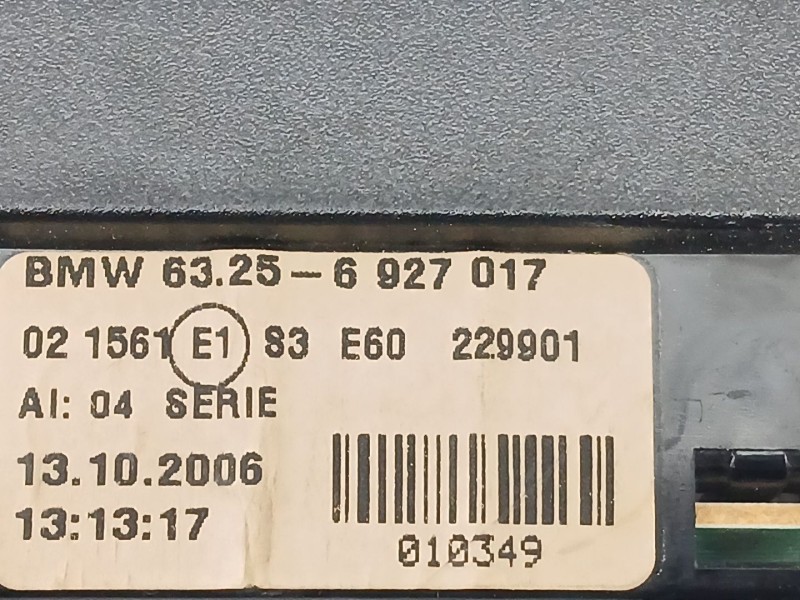 BMW 63.25-6 927 017
02 1561 E1 S3 E60 229901
AI: 04 SERIE
13.10.2006
13:13:17
010349